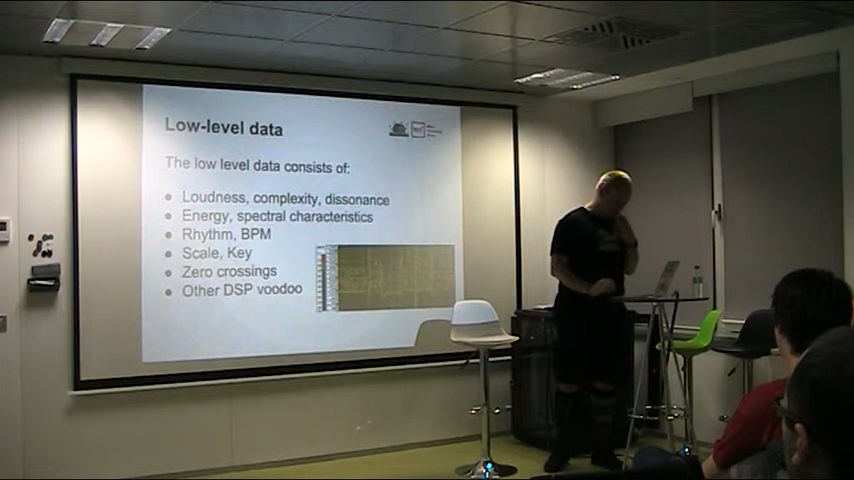 Low-level data
The low level data consists of:
● Loudness, complexity, dissonance
● Energy, spectral characteristics
● Rhythm, BPM
● Scale, Key
● Zero crossings
● Other DSP voodoo